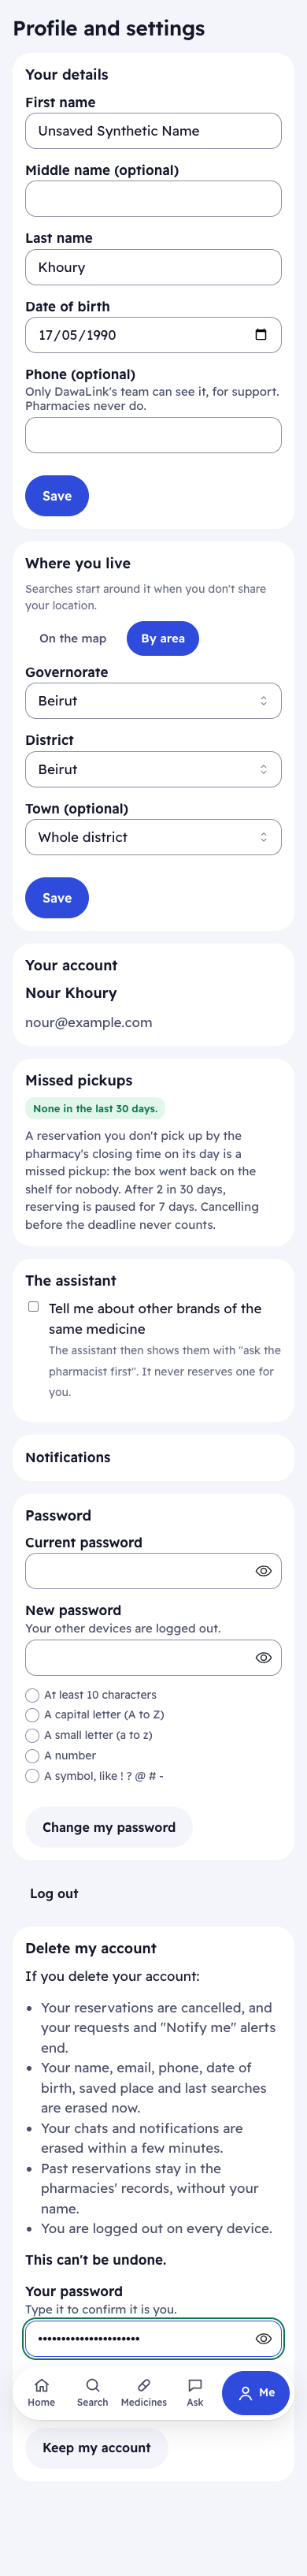 Profile and settings
Your details
First name
Unsaved Synthetic Name
Middle name (optional)
Last name
Khoury
Date of birth
17/05/1990
Phone (optional)
Only DawaLink's team can see it, for support.
Pharmacies never do.
Save
Where you live
Searches start around it when you don't share
your location.
On the map
By area
Governorate
Beirut
District
Beirut
Town (optional)
Whole district
Save
Your account
Nour Khoury
nour@example.com
Missed pickups
None in the last 30 days.
A reservation you don't pick up by the
pharmacy's closing time on its day is a
missed pickup: the box went back on the
shelf for nobody. After 2 in 30 days,
reserving is paused for 7 days. Cancelling
before the deadline never counts.
The assistant
Tell me about other brands of the
same medicine
The assistant then shows them with "ask the
pharmacist first". It never reserves one for
you.
Notifications
Password
Current password
New password
Your other devices are logged out.
At least 10 characters
A capital letter (A to Z)
A small letter (a to z)
A number
A symbol, like ! ? @ # -
Change my password
Log out
Delete my account
If you delete your account:
• Your reservations are cancelled, and
your requests and "Notify me" alerts
end.
• Your name, email, phone, date of
birth, saved place and last searches
are erased now.
• Your chats and notifications are
erased within a few minutes.
• Past reservations stay in the
pharmacies' records, without your
name.
• You are logged out on every device.
This can't be undone.
Your password
Type it to confirm it is you.
••••••••••••••••••••••
Home
Search
Medicines
Ask
Me
Keep my account